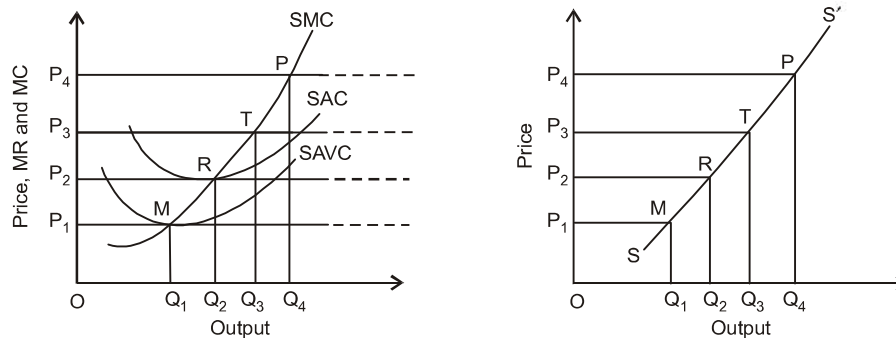 Price, MR and MC
SMC
P₄
P
SAC
P₃
T
SAVC
R
P₂
M
P₁
O
Q₁
Q₂
Q₃
Q₄
Output
Price
S′
P₄
P
P₃
T
P₂
R
P₁
M
S
O
Q₁
Q₂
Q₃
Q₄
Output